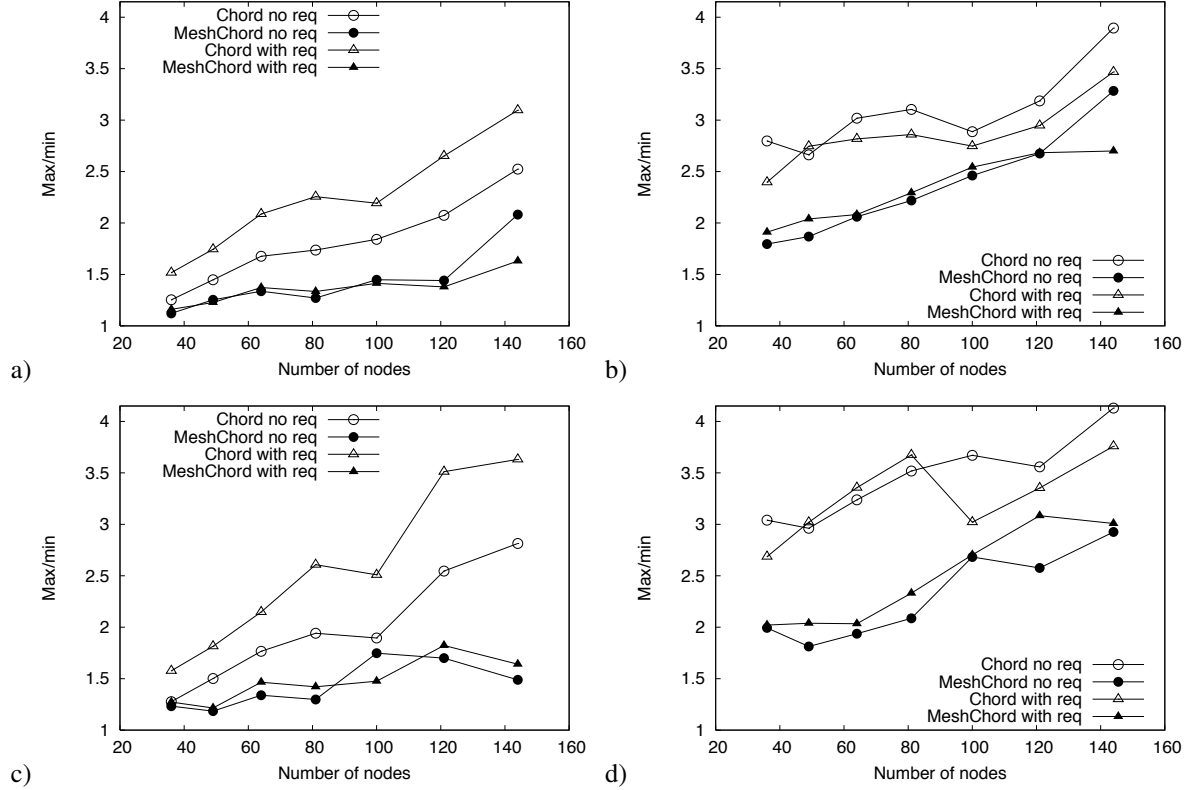 4
3.5
3
2.5
2
1.5
1
Max/min
20 40 60 80 100 120 140 160
Number of nodes
Chord no req
MeshChord no req
Chord with req
MeshChord with req
a)
4
3.5
3
2.5
2
1.5
1
Max/min
20 40 60 80 100 120 140 160
Number of nodes
Chord no req
MeshChord no req
Chord with req
MeshChord with req
b)
4
3.5
3
2.5
2
1.5
1
Max/min
20 40 60 80 100 120 140 160
Number of nodes
Chord no req
MeshChord no req
Chord with req
MeshChord with req
c)
4
3.5
3
2.5
2
1.5
1
Max/min
20 40 60 80 100 120 140 160
Number of nodes
Chord no req
MeshChord no req
Chord with req
MeshChord with req
d)